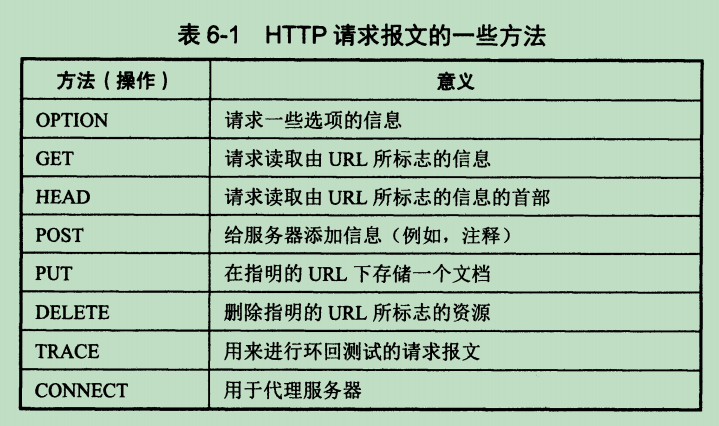 表 6-1 HTTP 请求报文的一些方法
方法（操作） 意义
OPTION 请求一些选项的信息
GET 请求读取由 URL 所标志的信息
HEAD 请求读取由 URL 所标志的信息的首部
POST 给服务器添加信息（例如，注释）
PUT 在指明的 URL 下存储一个文档
DELETE 删除指明的 URL 所标志的资源
TRACE 用来进行环回测试的请求报文
CONNECT 用于代理服务器